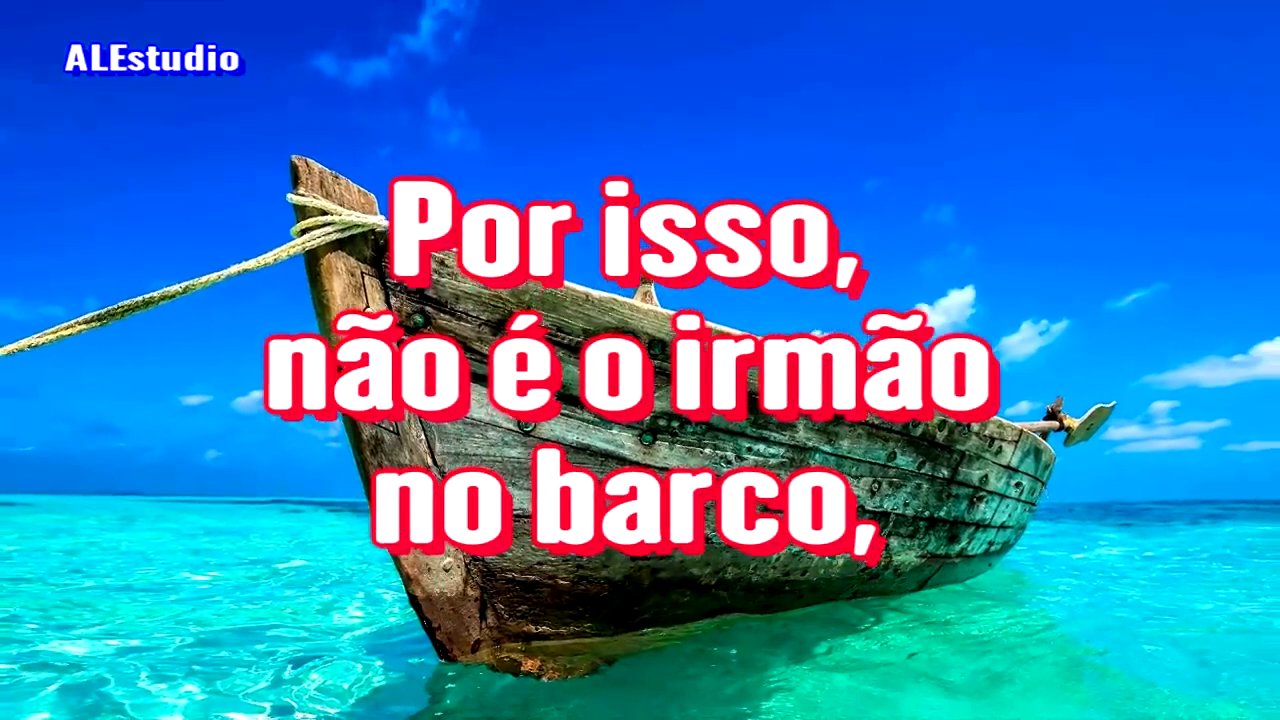 ALEstudio
Por isso,
não é o irmão
no barco,